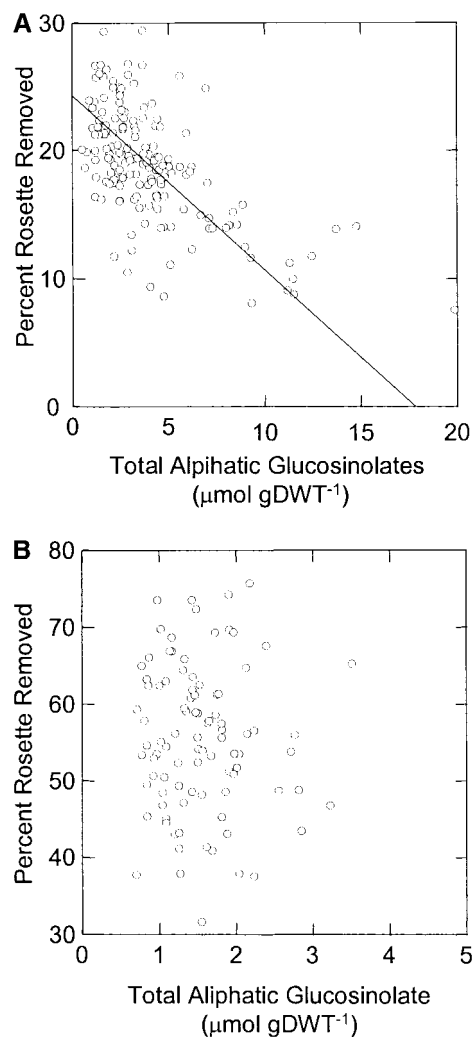 A
30
20
10
0
Percent Rosette Removed
0 5 10 15 20
Total Alpihatic Glucosinolates
(μmol gDWT-1)
B
80
70
60
50
40
30
Percent Rosette Removed
0 1 2 3 4 5
Total Aliphatic Glucosinolate
(μmol gDWT-1)